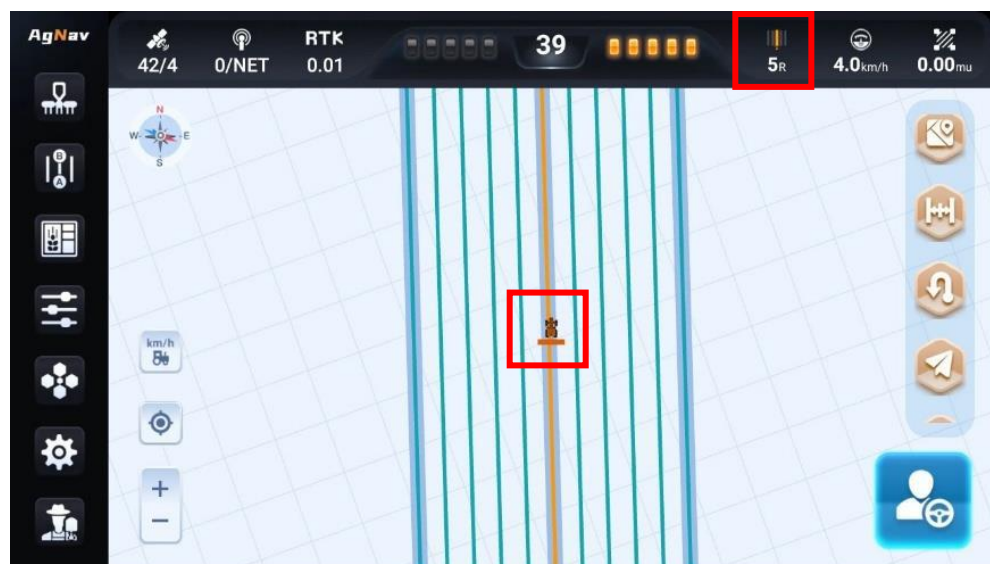 AgNav
42/4
0/NET
RTK
0.01
39
5R
4.0km/h
0.00mu
N
W
E
S
B
A
km/h
+
−